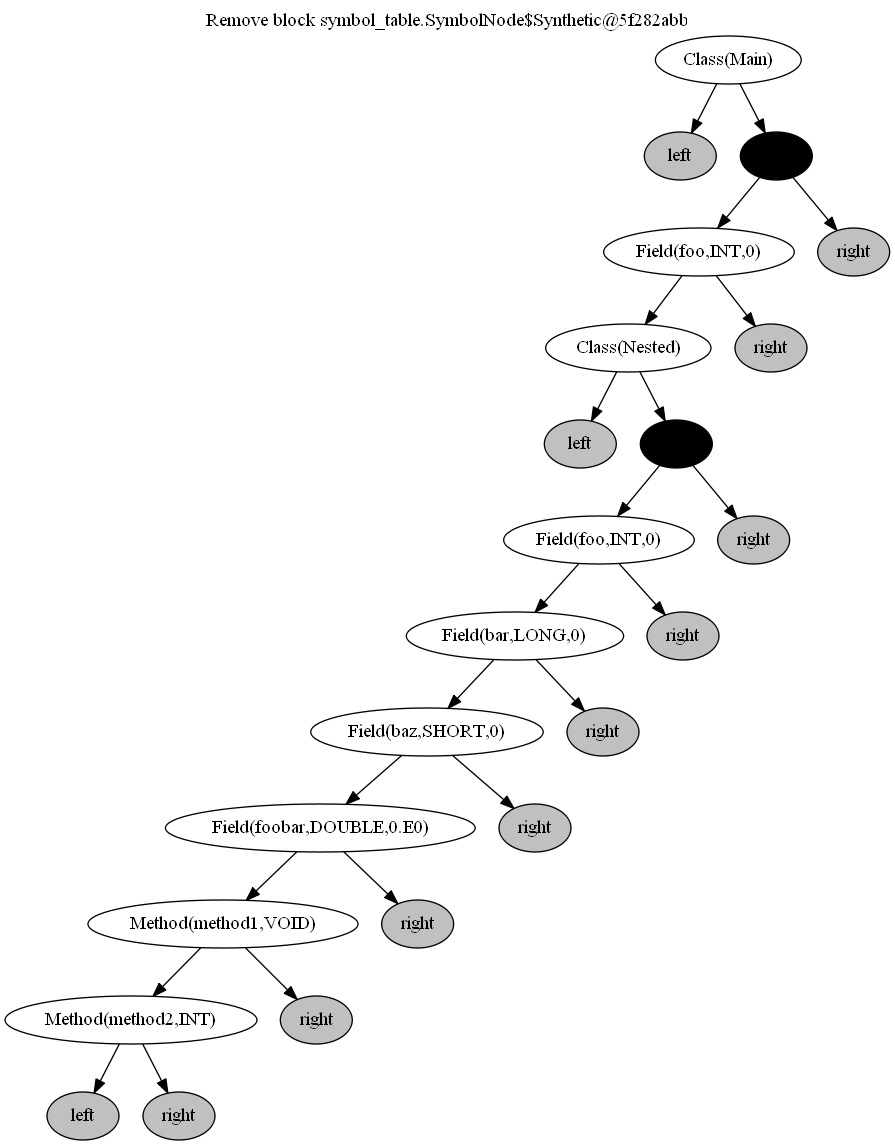 Remove block symbol_table.SymbolNode$Synthetic@5f282abb
Class(Main)
left
Field(foo,INT,0)
right
Class(Nested)
right
left
Field(foo,INT,0)
right
Field(bar,LONG,0)
right
Field(baz,SHORT,0)
right
Field(foobar,DOUBLE,0.E0)
right
Method(method1,VOID)
right
Method(method2,INT)
right
left
right